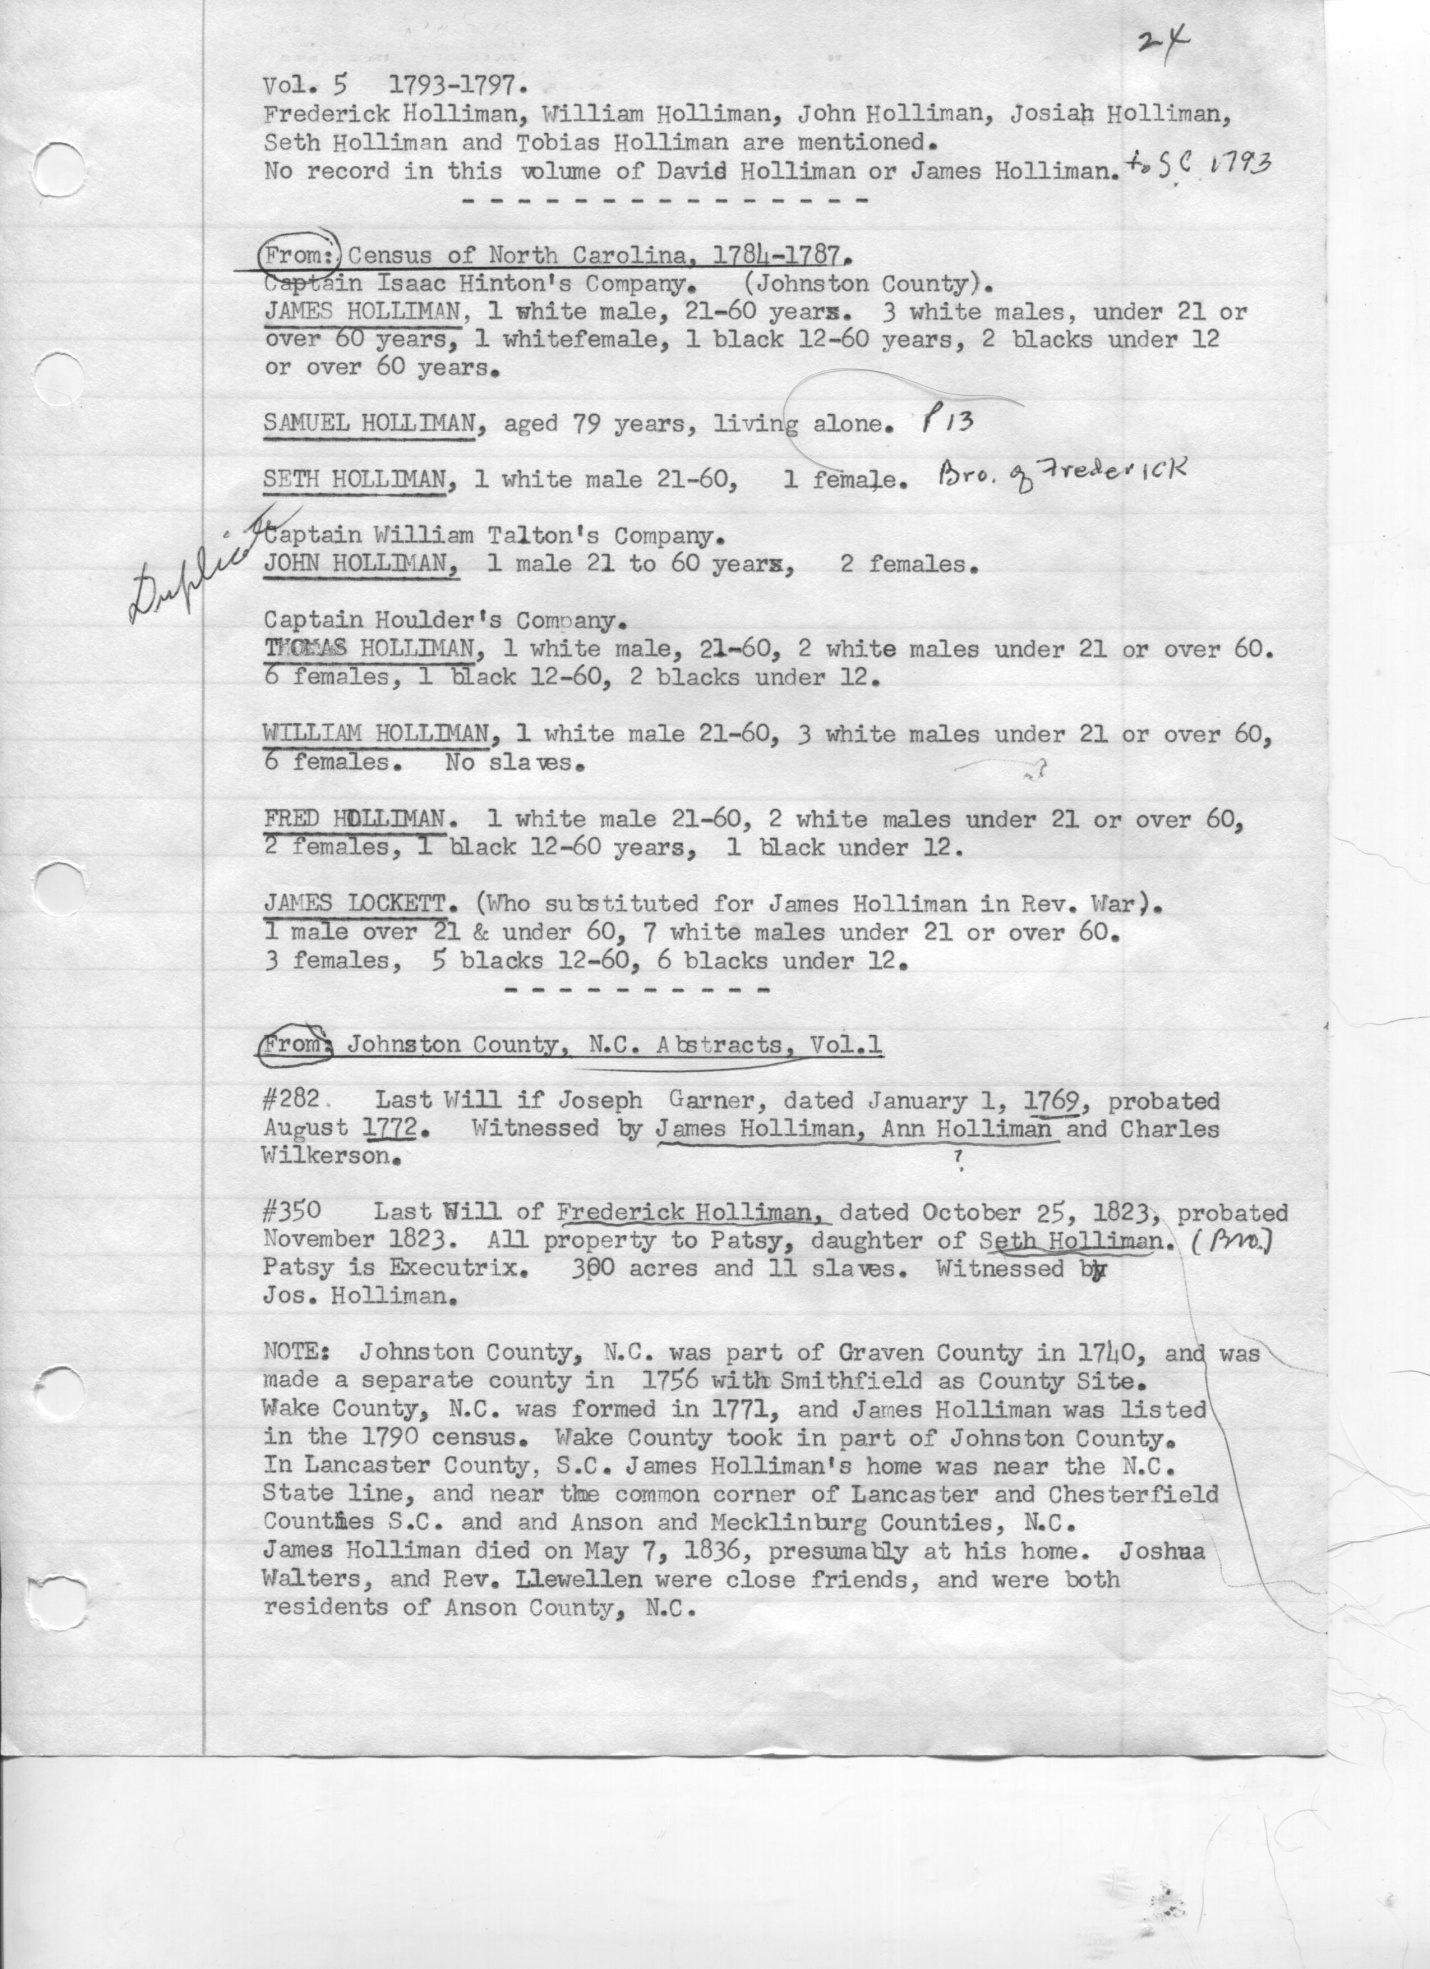 24
Vol. 5   1793-1797.
Frederick Holliman, William Holliman, John Holliman, Josiah Holliman,
Seth Holliman and Tobias Holliman are mentioned.
No record in this volume of David Holliman or James Holliman. to SC 1793
- - - - - - - - - - - - - - -
From: Census of North Carolina, 1784-1787.
Captain Isaac Hinton's Company.   (Johnston County).
JAMES HOLLIMAN, 1 white male, 21-60 years.  3 white males, under 21 or
over 60 years, 1 whitefemale, 1 black 12-60 years, 2 blacks under 12
or over 60 years.
SAMUEL HOLLIMAN, aged 79 years, living alone. P 13
SETH HOLLIMAN, 1 white male 21-60,   1 female. Bro. of Frederick
Duplicate
Captain William Talton's Company.
JOHN HOLLIMAN,  1 male 21 to 60 years,   2 females.
Captain Houlder's Company.
THOMAS HOLLIMAN, 1 white male, 21-60, 2 white males under 21 or over 60.
6 females, 1 black 12-60, 2 blacks under 12.
WILLIAM HOLLIMAN, 1 white male 21-60, 3 white males under 21 or over 60,
6 females.   No slaves.
FRED HOLLIMAN.  1 white male 21-60, 2 white males under 21 or over 60,
2 females, 1 black 12-60 years,  1 black under 12.
JAMES LOCKETT. (Who substituted for James Holliman in Rev. War).
1 male over 21 & under 60, 7 white males under 21 or over 60.
3 females,  5 blacks 12-60, 6 blacks under 12.
- - - - - - - - - -
From: Johnston County, N.C. Abstracts, Vol.1
#282.   Last Will if Joseph  Garner, dated January 1, 1769, probated
August 1772.   Witnessed by James Holliman, Ann Holliman and Charles
Wilkerson. ?
#350    Last Will of Frederick Holliman, dated October 25, 1823, probated
November 1823.  All property to Patsy, daughter of Seth Holliman. (Bro.)
Patsy is Executrix.   300 acres and 11 slaves.  Witnessed by
Jos. Holliman.
NOTE:  Johnston County, N.C. was part of Graven County in 1740, and was
made a separate county in  1756 with Smithfield as County Site.
Wake County, N.C. was formed in 1771, and James Holliman was listed
in the 1790 census.  Wake County took in part of Johnston County.
In Lancaster County, S.C. James Holliman's home was near the N.C.
State line, and near the common corner of Lancaster and Chesterfield
Counties S.C. and and Anson and Mecklinburg Counties, N.C.
James Holliman died on May 7, 1836, presumably at his home.  Joshua
Walters, and Rev. Llewellen were close friends, and were both
residents of Anson County, N.C.